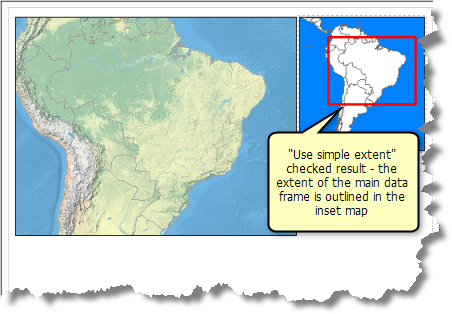 "Use simple extent"
checked result - the
extent of the main data
frame is outlined in the
inset map